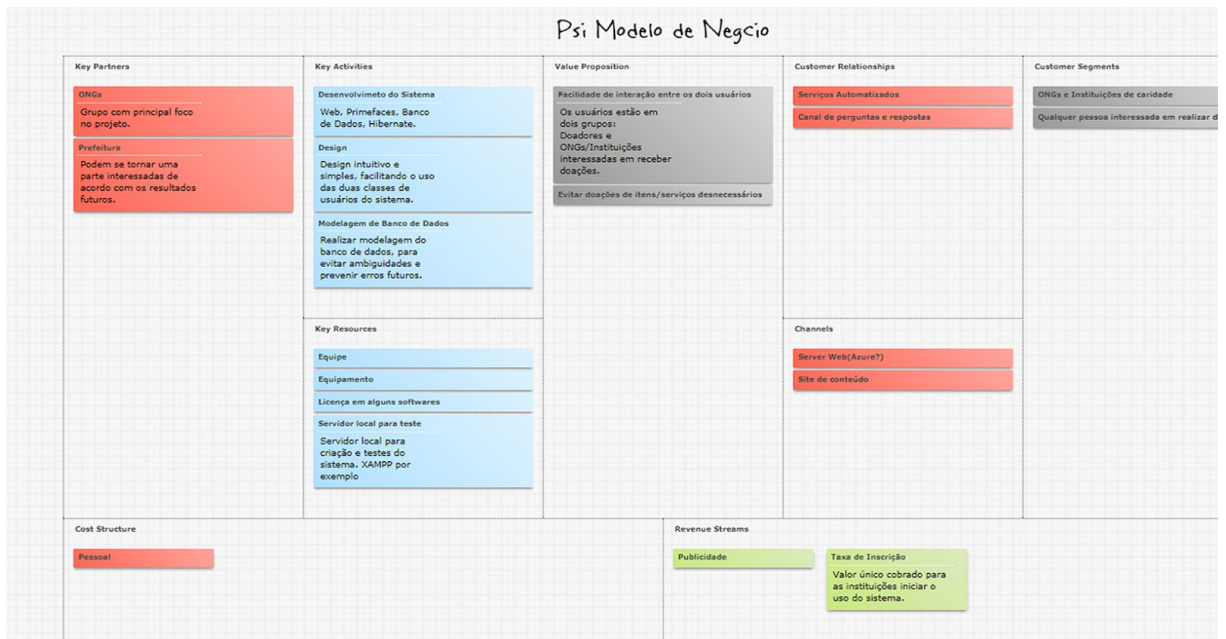 Psi Modelo de Negcio
Key Partners
ONGs
Grupo com principal foco
no projeto.
Prefeitura
Podem se tornar uma
parte interessadas de
acordo com os resultados
futuros.
Key Activities
Desenvolvimeto do Sistema
Web, Primefaces, Banco
de Dados, Hibernate.
Design
Design intuitivo e
simples, facilitando o uso
das duas classes de
usuários do sistema.
Modelagem de Banco de Dados
Realizar modelagem do
banco de dados, para
evitar ambiguidades e
prevenir erros futuros.
Key Resources
Equipe
Equipamento
Licença em alguns softwares
Servidor local para teste
Servidor local para
criação e testes do
sistema. XAMPP por
exemplo
Value Proposition
Facilidade de interação entre os dois usuários
Os usuários estão em
dois grupos:
Doadores e
ONGs/Instituições
interessadas em receber
doações.
Evitar doações de itens/serviços desnecessários
Customer Relationships
Serviços Automatizados
Canal de perguntas e respostas
Channels
Server Web(Azure?)
Site de conteúdo
Customer Segments
ONGs e Instituições de caridade
Qualquer pessoa interessada em realizar d
Cost Structure
Pessoal
Revenue Streams
Publicidade
Taxa de Inscrição
Valor único cobrado para
as instituições iniciar o
uso do sistema.